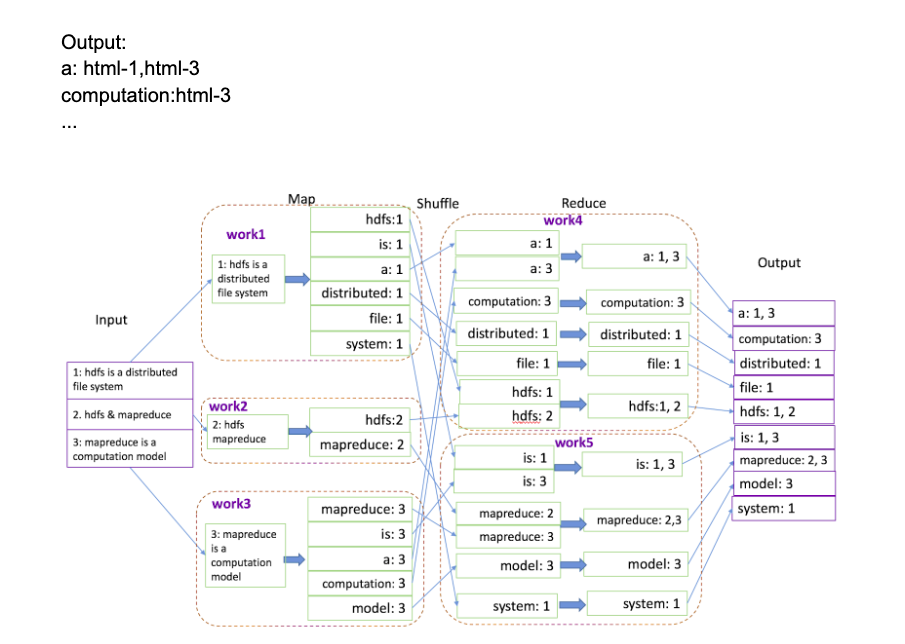 Output:
a: html-1,html-3
computation:html-3
...
Map
Shuffle
Reduce
Input
Output
1: hdfs is a distributed
file system
2. hdfs & mapreduce
3: mapreduce is a
computation model
work1
1: hdfs is a
distributed
file system
hdfs:1
is: 1
a: 1
distributed: 1
file: 1
system: 1
work2
2: hdfs
mapreduce
hdfs:2
mapreduce: 2
work3
3: mapreduce
is a
computation
model
mapreduce: 3
is: 3
a: 3
computation: 3
model: 3
work4
a: 1
a: 3
a: 1, 3
computation: 3
computation: 3
distributed: 1
distributed: 1
file: 1
file: 1
hdfs: 1
hdfs: 2
hdfs:1, 2
work5
is: 1
is: 3
is: 1, 3
mapreduce: 2
mapreduce: 3
mapreduce: 2,3
model: 3
model: 3
system: 1
system: 1
a: 1, 3
computation: 3
distributed: 1
file: 1
hdfs: 1, 2
is: 1, 3
mapreduce: 2, 3
model: 3
system: 1